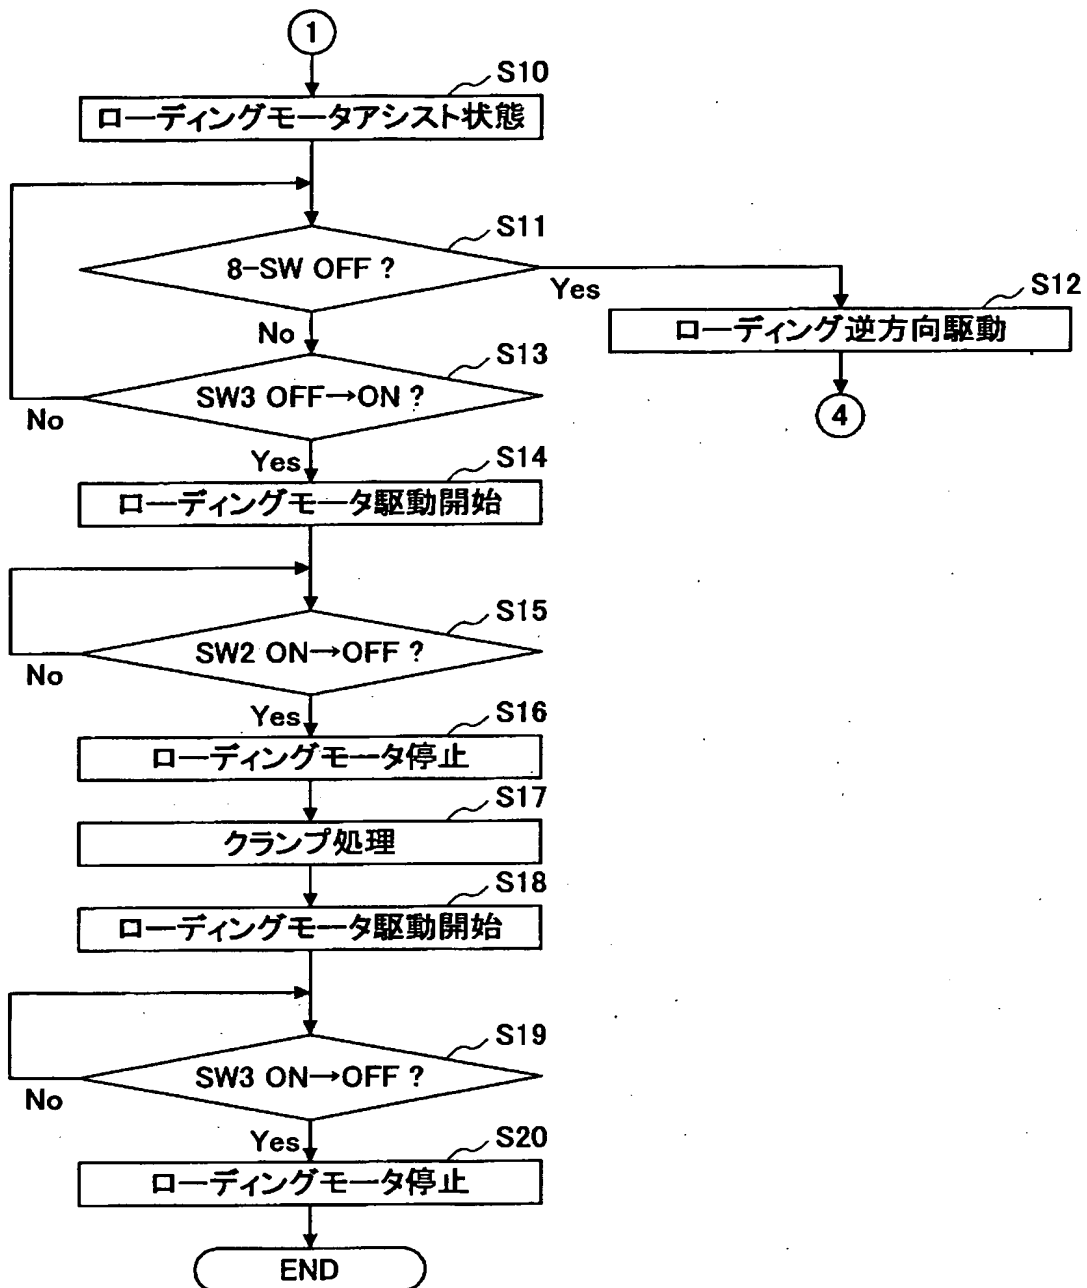 1
S10
ローディングモータアシスト状態
S11
8-SW OFF ?
Yes
No
S12
ローディング逆方向駆動
4
S13
SW3 OFF→ON ?
No
Yes
S14
ローディングモータ駆動開始
S15
SW2 ON→OFF ?
No
Yes
S16
ローディングモータ停止
S17
クランプ処理
S18
ローディングモータ駆動開始
S19
SW3 ON→OFF ?
No
Yes
S20
ローディングモータ停止
END